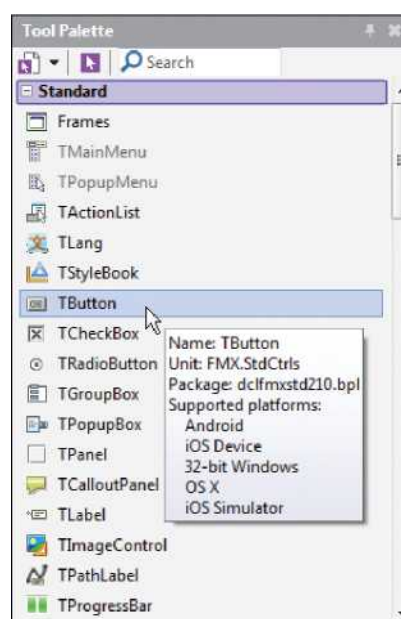 Tool Palette
Search
Standard
Frames
TMainMenu
TPopupMenu
TActionList
TLang
TStyleBook
TButton
TCheckBox
TRadioButton
TGroupBox
TPopupBox
TPanel
TCalloutPanel
TLabel
TImageControl
TPathLabel
TProgressBar
Name: TButton
Unit: FMX.StdCtrls
Package: dclfmxstd210.bpl
Supported platforms:
Android
iOS Device
32-bit Windows
OS X
iOS Simulator